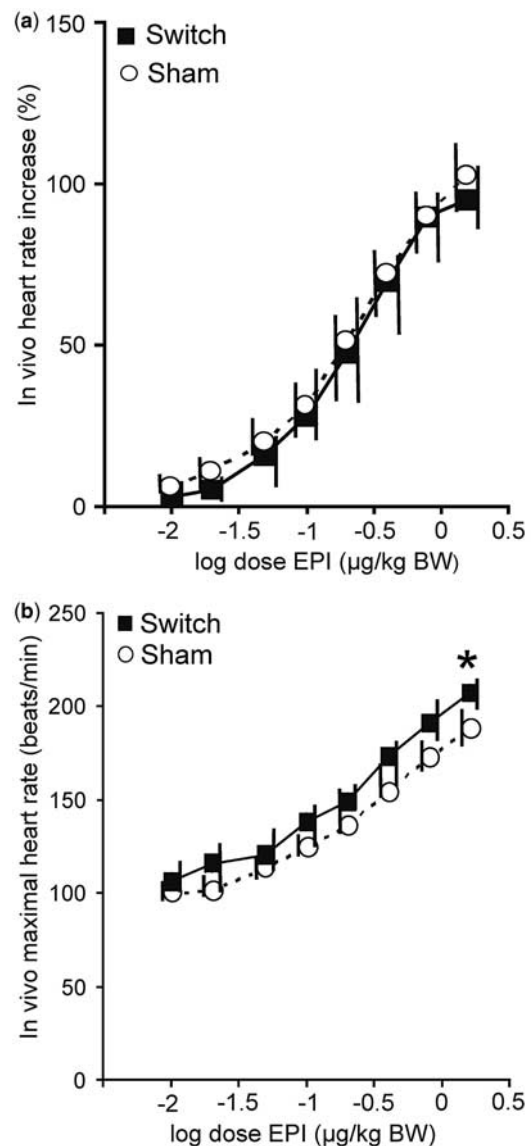 (a)
150
Switch
Sham
100
50
0
In vivo heart rate increase (%)
-2 -1.5 -1 -0.5 0 0.5
log dose EPI (µg/kg BW)
(b)
250
Switch
Sham
*
200
150
100
50
0
In vivo maximal heart rate (beats/min)
-2 -1.5 -1 -0.5 0 0.5
log dose EPI (µg/kg BW)